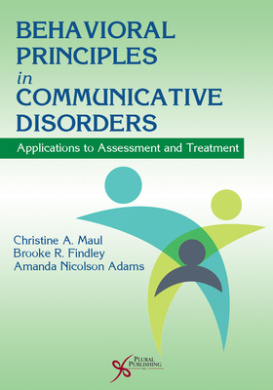 BEHAVIORAL
PRINCIPLES
in
COMMUNICATIVE
DISORDERS
Applications to Assessment and Treatment
Christine A. Maul
Brooke R. Findley
Amanda Nicolson Adams
PLURAL
PUBLISHING